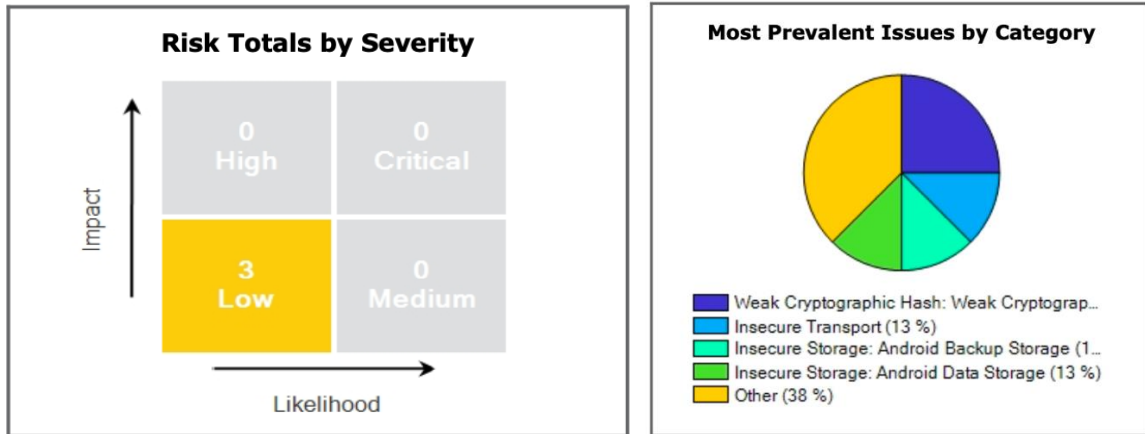 Risk Totals by Severity
0
High
0
Critical
3
Low
0
Medium
Impact
Likelihood
Most Prevalent Issues by Category
Weak Cryptographic Hash: Weak Cryptograp...
Insecure Transport (13 %)
Insecure Storage: Android Backup Storage (1...
Insecure Storage: Android Data Storage (13 %)
Other (38 %)